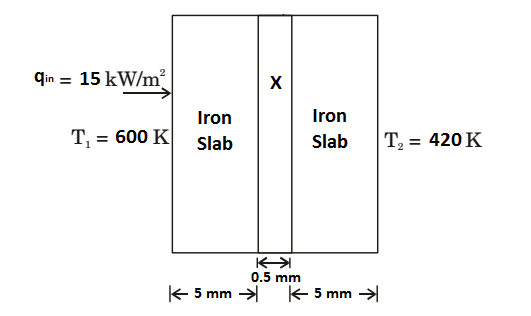 qin = 15 kW/m²
X
Iron
Slab
Iron
Slab
T₁ = 600 K
T₂ = 420 K
0.5 mm
5 mm
5 mm